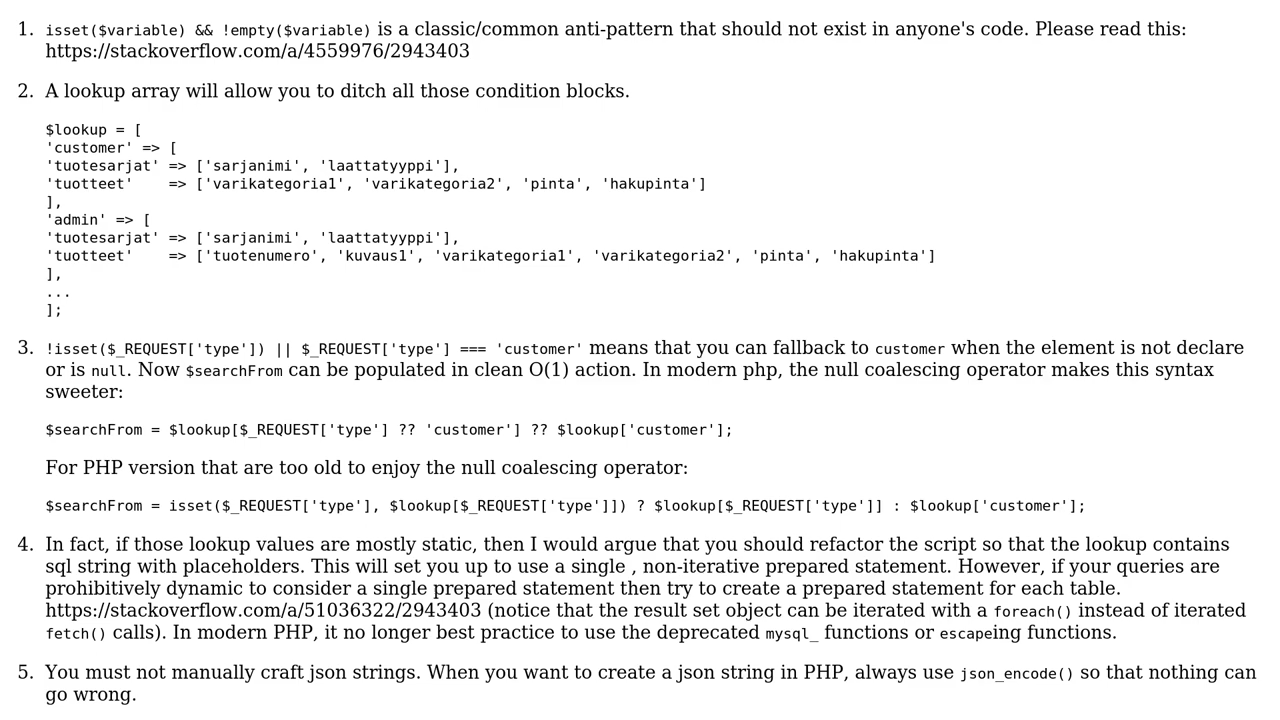 1. isset($variable) && !empty($variable) is a classic/common anti-pattern that should not exist in anyone's code. Please read this:
https://stackoverflow.com/a/4559976/2943403
2. A lookup array will allow you to ditch all those condition blocks.
$lookup = [
'customer' => [
'tuotesarjat' => ['sarjanimi', 'laattatyyppi'],
'tuotteet'    => ['varikategoria1', 'varikategoria2', 'pinta', 'hakupinta']
],
'admin' => [
'tuotesarjat' => ['sarjanimi', 'laattatyyppi'],
'tuotteet'    => ['tuotenumero', 'kuvaus1', 'varikategoria1', 'varikategoria2', 'pinta', 'hakupinta']
],
...
];
3. !isset($_REQUEST['type']) || $_REQUEST['type'] === 'customer' means that you can fallback to customer when the element is not declare
or is null. Now $searchFrom can be populated in clean O(1) action. In modern php, the null coalescing operator makes this syntax
sweeter:
$searchFrom = $lookup[$_REQUEST['type'] ?? 'customer'] ?? $lookup['customer'];
For PHP version that are too old to enjoy the null coalescing operator:
$searchFrom = isset($_REQUEST['type'], $lookup[$_REQUEST['type']]) ? $lookup[$_REQUEST['type']] : $lookup['customer'];
4. In fact, if those lookup values are mostly static, then I would argue that you should refactor the script so that the lookup contains
sql string with placeholders. This will set you up to use a single , non-iterative prepared statement. However, if your queries are
prohibitively dynamic to consider a single prepared statement then try to create a prepared statement for each table.
https://stackoverflow.com/a/51036322/2943403 (notice that the result set object can be iterated with a foreach() instead of iterated
fetch() calls). In modern PHP, it no longer best practice to use the deprecated mysql_ functions or escapeing functions.
5. You must not manually craft json strings. When you want to create a json string in PHP, always use json_encode() so that nothing can
go wrong.